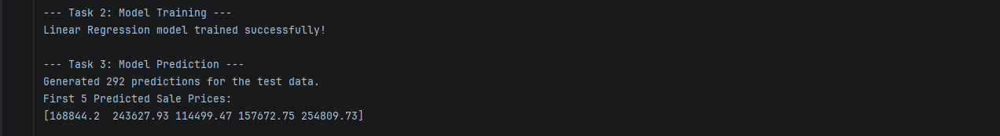 --- Task 2: Model Training ---
Linear Regression model trained successfully!
--- Task 3: Model Prediction ---
Generated 292 predictions for the test data.
First 5 Predicted Sale Prices:
[168844.2  243627.93 114499.47 157672.75 254809.73]